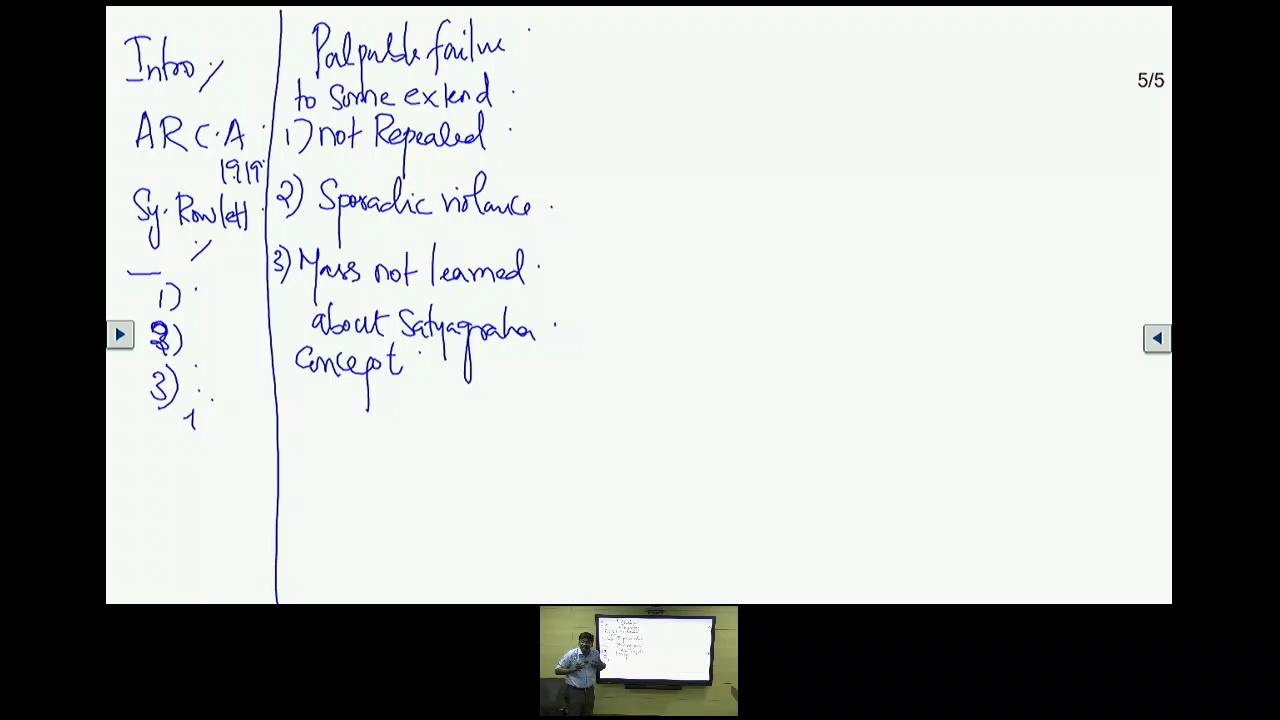 Intro
ARC.A
1919
Sy. Rowlett
1)
2)
3)
Palpable failure
to some extend
1) not Repealed
2) Sporadic violance
3) Mass not learned
about Satyagraha
concept
5/5